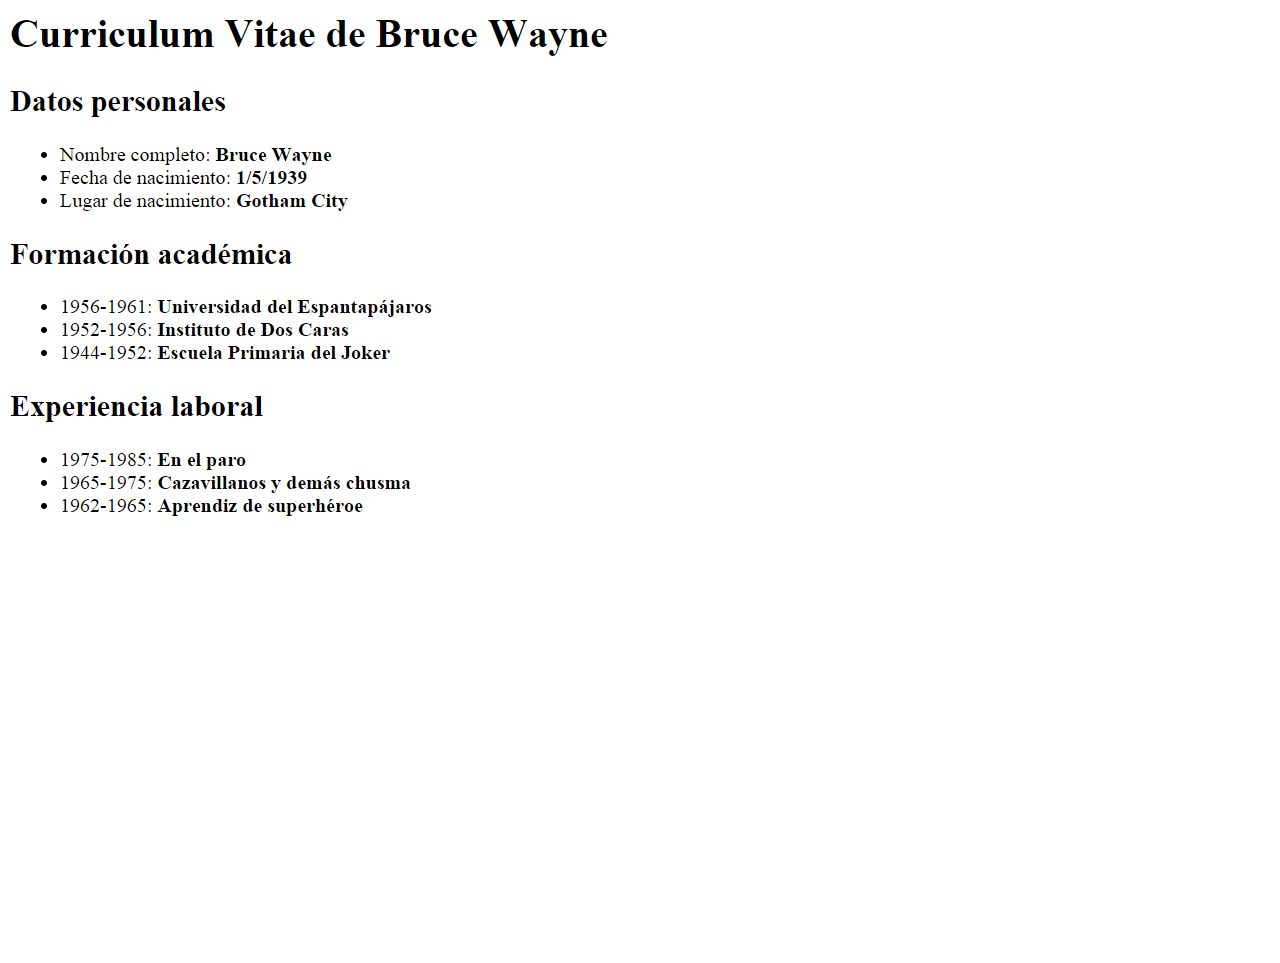 Curriculum Vitae de Bruce Wayne
Datos personales
• Nombre completo: Bruce Wayne
• Fecha de nacimiento: 1/5/1939
• Lugar de nacimiento: Gotham City
Formación académica
• 1956-1961: Universidad del Espantapájaros
• 1952-1956: Instituto de Dos Caras
• 1944-1952: Escuela Primaria del Joker
Experiencia laboral
• 1975-1985: En el paro
• 1965-1975: Cazavillanos y demás chusma
• 1962-1965: Aprendiz de superhéroe